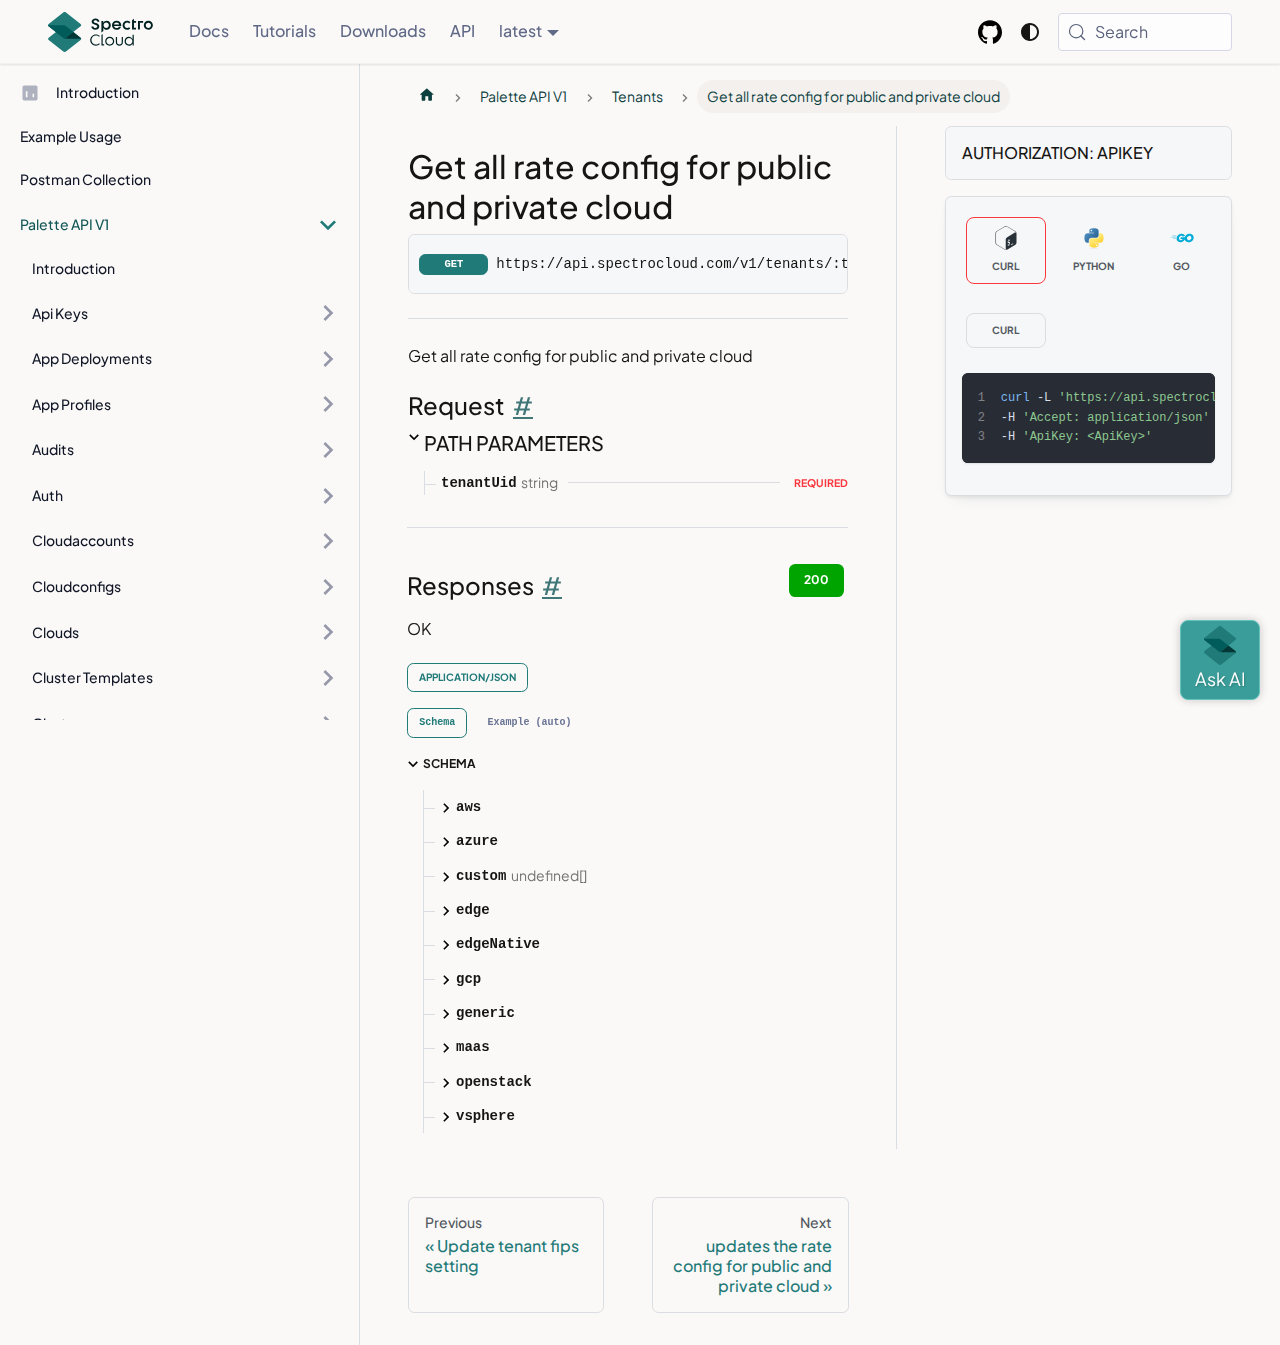 Spectro Cloud
Docs
Tutorials
Downloads
API
latest
Search
Introduction
Example Usage
Postman Collection
Palette API V1
Introduction
Api Keys
App Deployments
App Profiles
Audits
Auth
Cloudaccounts
Cloudconfigs
Clouds
Cluster Templates
Palette API V1
Tenants
Get all rate config for public and private cloud
Get all rate config for public
and private cloud
GET https://api.spectrocloud.com/v1/tenants/:t
Get all rate config for public and private cloud
Request #
PATH PARAMETERS
tenantUid string REQUIRED
Responses #
200
OK
APPLICATION/JSON
Schema
Example (auto)
SCHEMA
aws
azure
custom undefined[]
edge
edgeNative
gcp
generic
maas
openstack
vsphere
Previous
« Update tenant fips
setting
Next
updates the rate
config for public and
private cloud »
AUTHORIZATION: APIKEY
CURL
PYTHON
GO
CURL
1 curl -L 'https://api.spectrocl
2 -H 'Accept: application/json'
3 -H 'ApiKey: <ApiKey>'
Ask AI